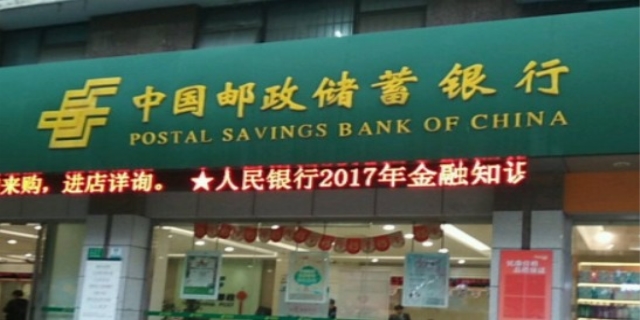 中国邮政储蓄银行
POSTAL SAVINGS BANK OF CHINA
来购，进店详询。 ★人民银行2017年金融知识